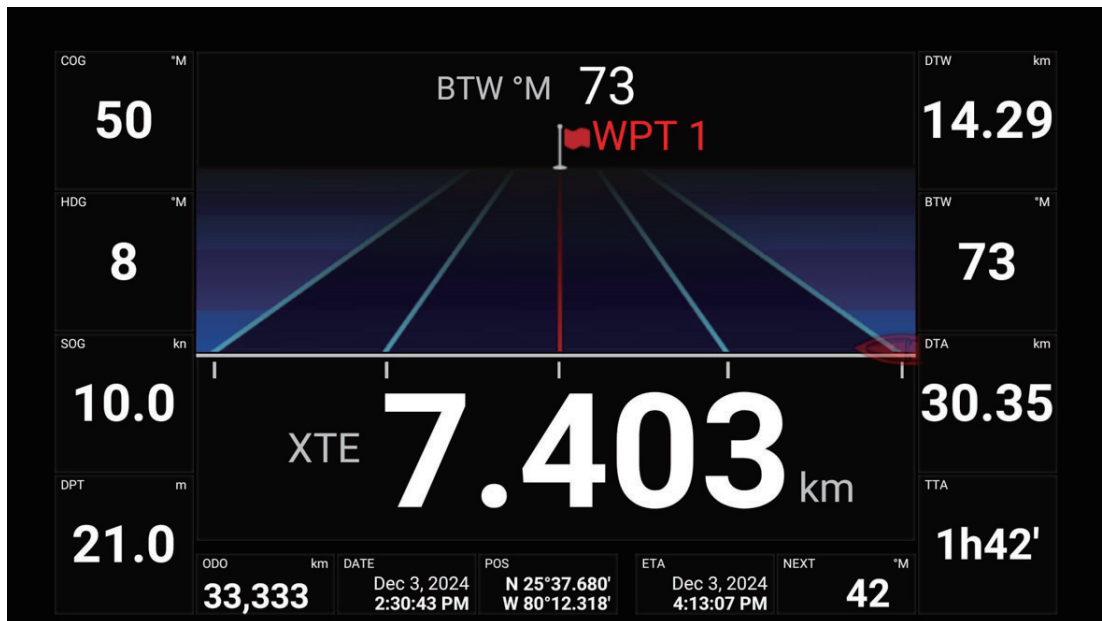 COG °M
50
HDG °M
8
SOG kn
10.0
DPT m
21.0
BTW °M 73
WPT 1
XTE 7.403 km
DTW km
14.29
BTW °M
73
DTA km
30.35
TTA
1h42'
ODO km
33,333
DATE
Dec 3, 2024
2:30:43 PM
POS
N 25°37.680'
W 80°12.318'
ETA
Dec 3, 2024
4:13:07 PM
NEXT °M
42